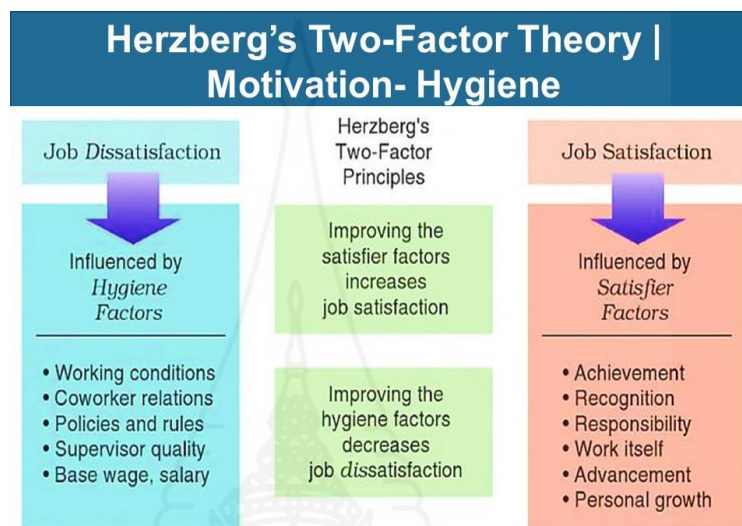 Herzberg's Two-Factor Theory |
Motivation- Hygiene
Job Dissatisfaction
Influenced by
Hygiene
Factors
• Working conditions
• Coworker relations
• Policies and rules
• Supervisor quality
• Base wage, salary
Herzberg's
Two-Factor
Principles
Improving the
satisfier factors
increases
job satisfaction
Improving the
hygiene factors
decreases
job dissatisfaction
Job Satisfaction
Influenced by
Satisfier
Factors
• Achievement
• Recognition
• Responsibility
• Work itself
• Advancement
• Personal growth